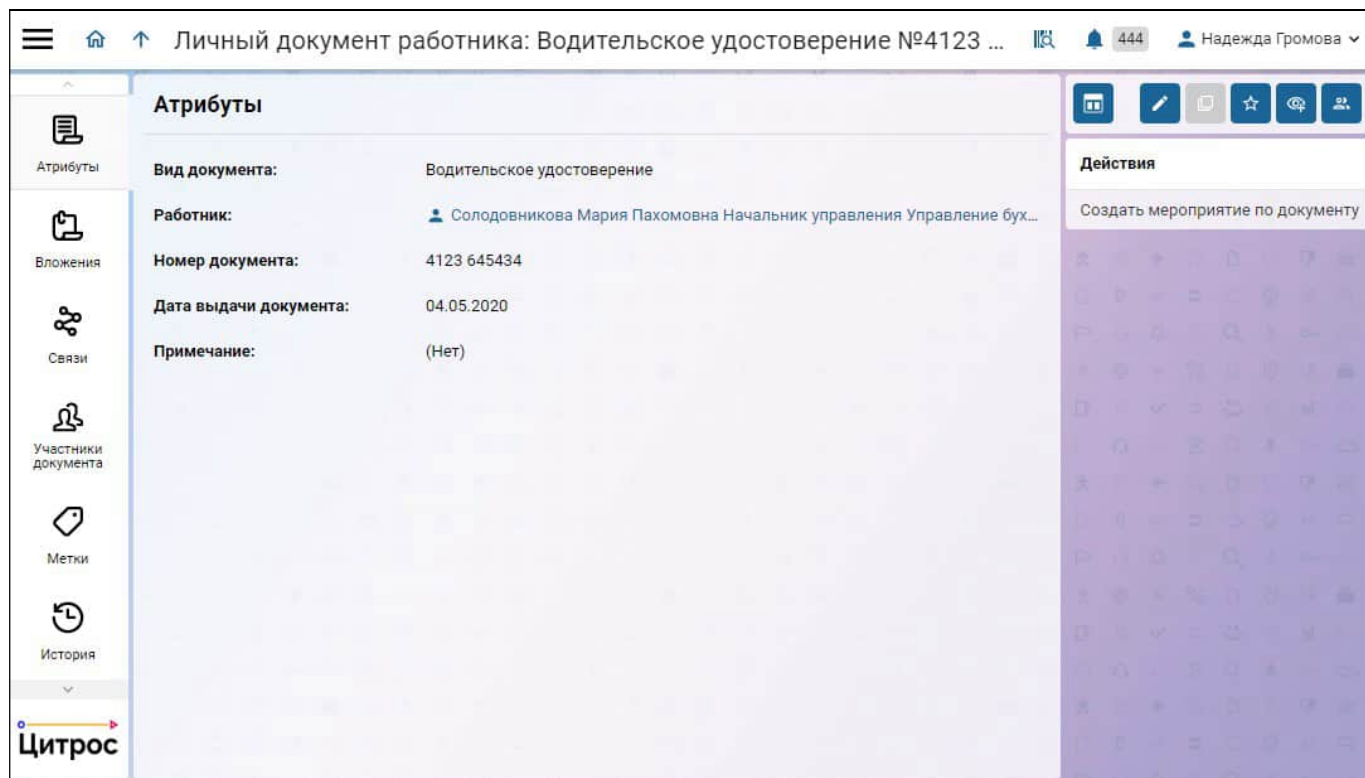 Личный документ работника: Водительское удостоверение №4123 ...
444
Надежда Громова
Атрибуты
Вложения
Связи
Участники
документа
Метки
История
Цитрос
Атрибуты
Вид документа: Водительское удостоверение
Работник: Солодовникова Мария Пахомовна Начальник управления Управление бух...
Номер документа: 4123 645434
Дата выдачи документа: 04.05.2020
Примечание: (Нет)
Действия
Создать мероприятие по документу